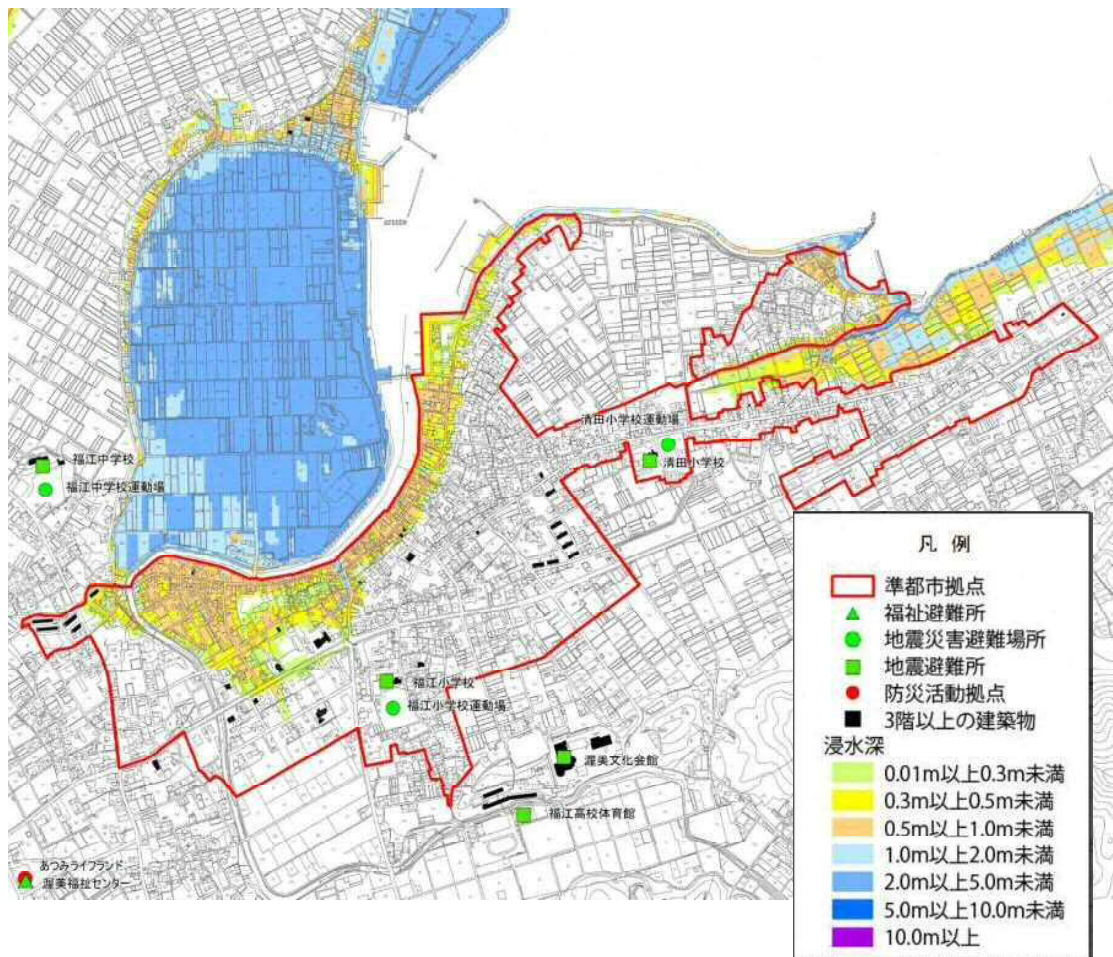 清田小学校運動場
清田小学校
福江中学校
福江中学校運動場
福江小学校
福江小学校運動場
渥美文化会館
福江高校体育館
あつみライフランド
渥美福祉センター
凡 例
準都市拠点
福祉避難所
地震災害避難場所
地震避難所
防災活動拠点
3階以上の建築物
浸水深
0.01m以上0.3m未満
0.3m以上0.5m未満
0.5m以上1.0m未満
1.0m以上2.0m未満
2.0m以上5.0m未満
5.0m以上10.0m未満
10.0m以上